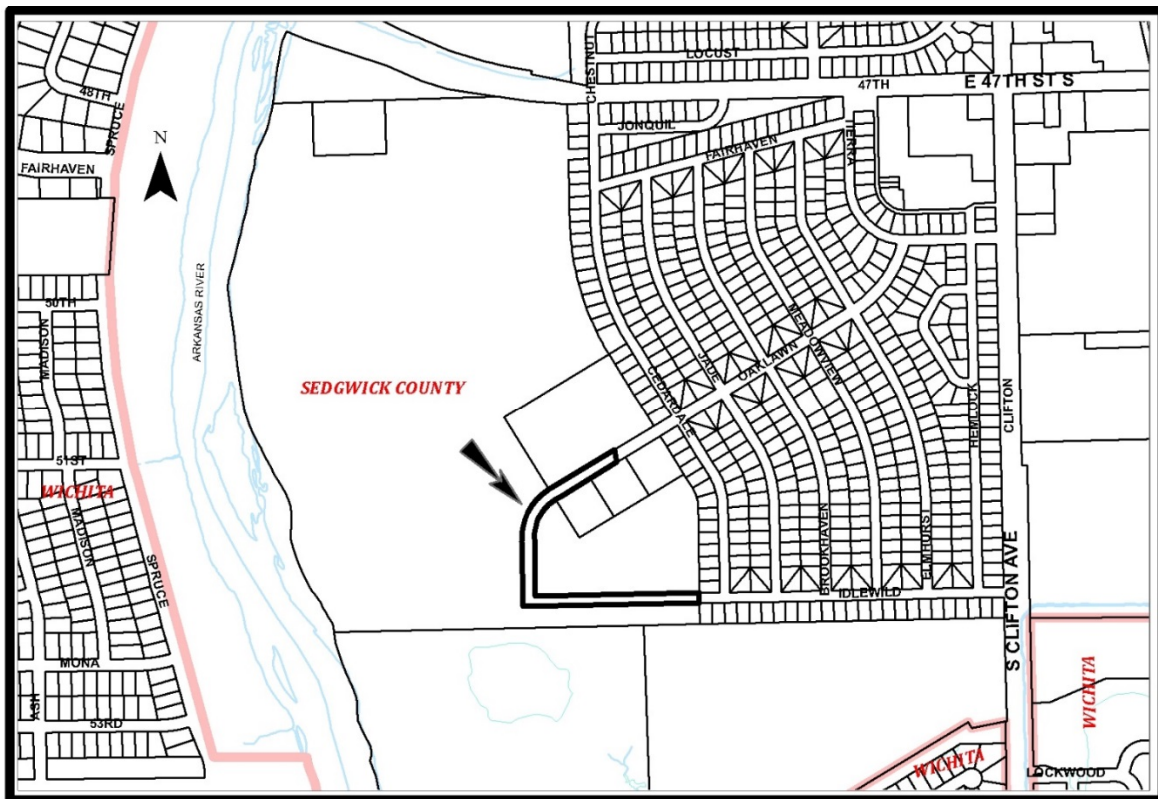 LOCUST
CHESTNUT
47TH
E 47TH ST S
48TH
SPRUCE
JONQUIL
TIERRA
N
FAIRHAVEN
FAIRHAVEN
ARKANSAS RIVER
50TH
MADISON
MEADOWVIEW
JADE
OAKLAWN
CEDARDALE
SEDGWICK COUNTY
HEMLOCK
CLIFTON
51ST
WICHITA
MADISON
SPRUCE
BROOKHAVEN
ELMHURST
IDLEWILD
S CLIFTON AVE
MONA
ASH
53RD
WICHITA
WICHITA
LOCKWOOD